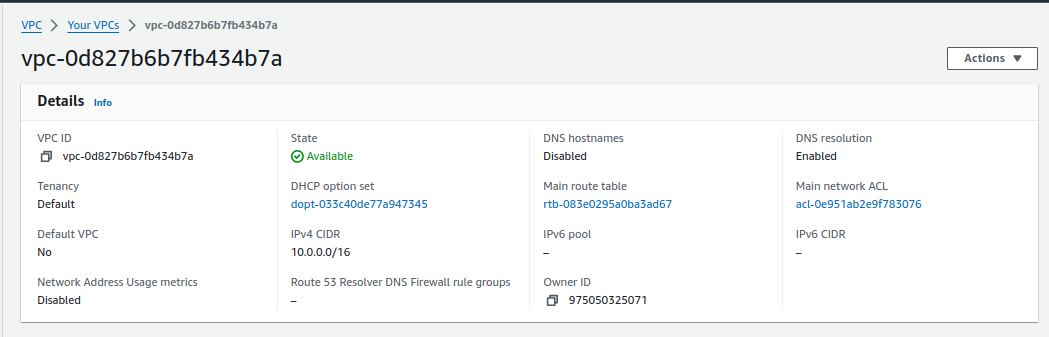 VPC > Your VPCs > vpc-0d827b6b7fb434b7a
vpc-0d827b6b7fb434b7a
Actions
Details Info
VPC ID
vpc-0d827b6b7fb434b7a
State
Available
DNS hostnames
Disabled
DNS resolution
Enabled
Tenancy
Default
DHCP option set
dopt-033c40de77a947345
Main route table
rtb-083e0295a0ba3ad67
Main network ACL
acl-0e951ab2e9f783076
Default VPC
No
IPv4 CIDR
10.0.0.0/16
IPv6 pool
–
IPv6 CIDR
–
Network Address Usage metrics
Disabled
Route 53 Resolver DNS Firewall rule groups
–
Owner ID
975050325071